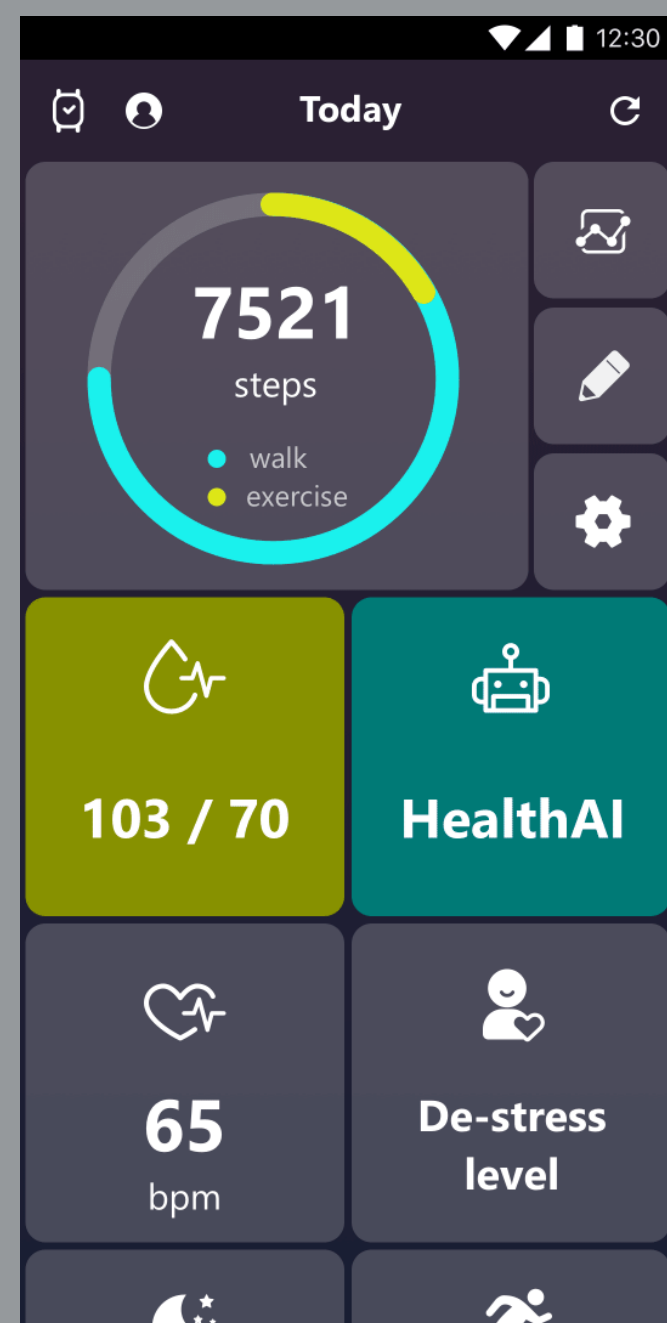 12:30
Today
7521
steps
walk
exercise
103 / 70
HealthAI
65
bpm
De-stress
level